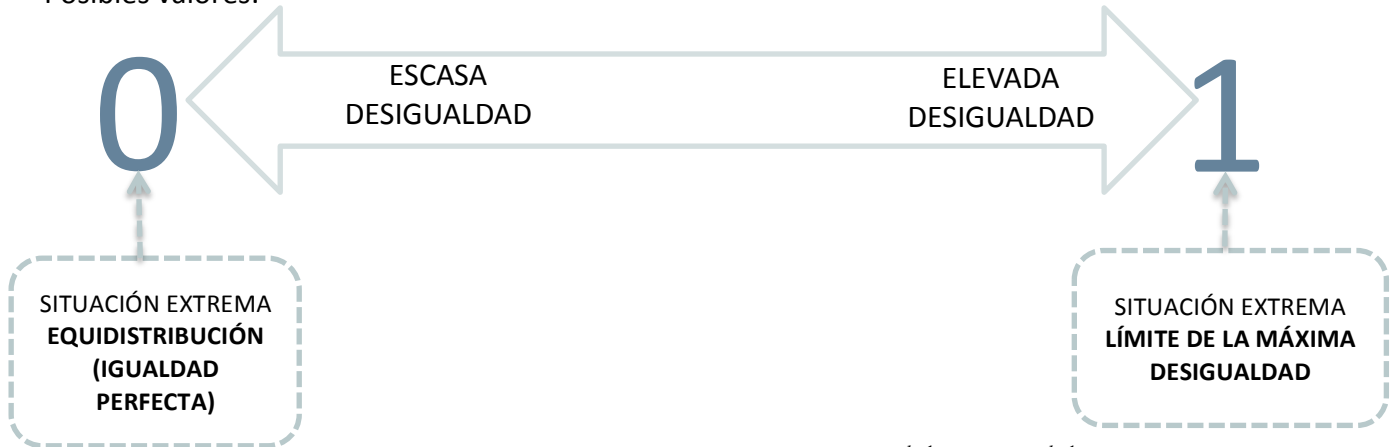 Posibles valores:
0
ESCASA
DESIGUALDAD
ELEVADA
DESIGUALDAD
1
SITUACIÓN EXTREMA
EQUIDISTRIBUCIÓN
(IGUALDAD
PERFECTA)
SITUACIÓN EXTREMA
LÍMITE DE LA MÁXIMA
DESIGUALDAD